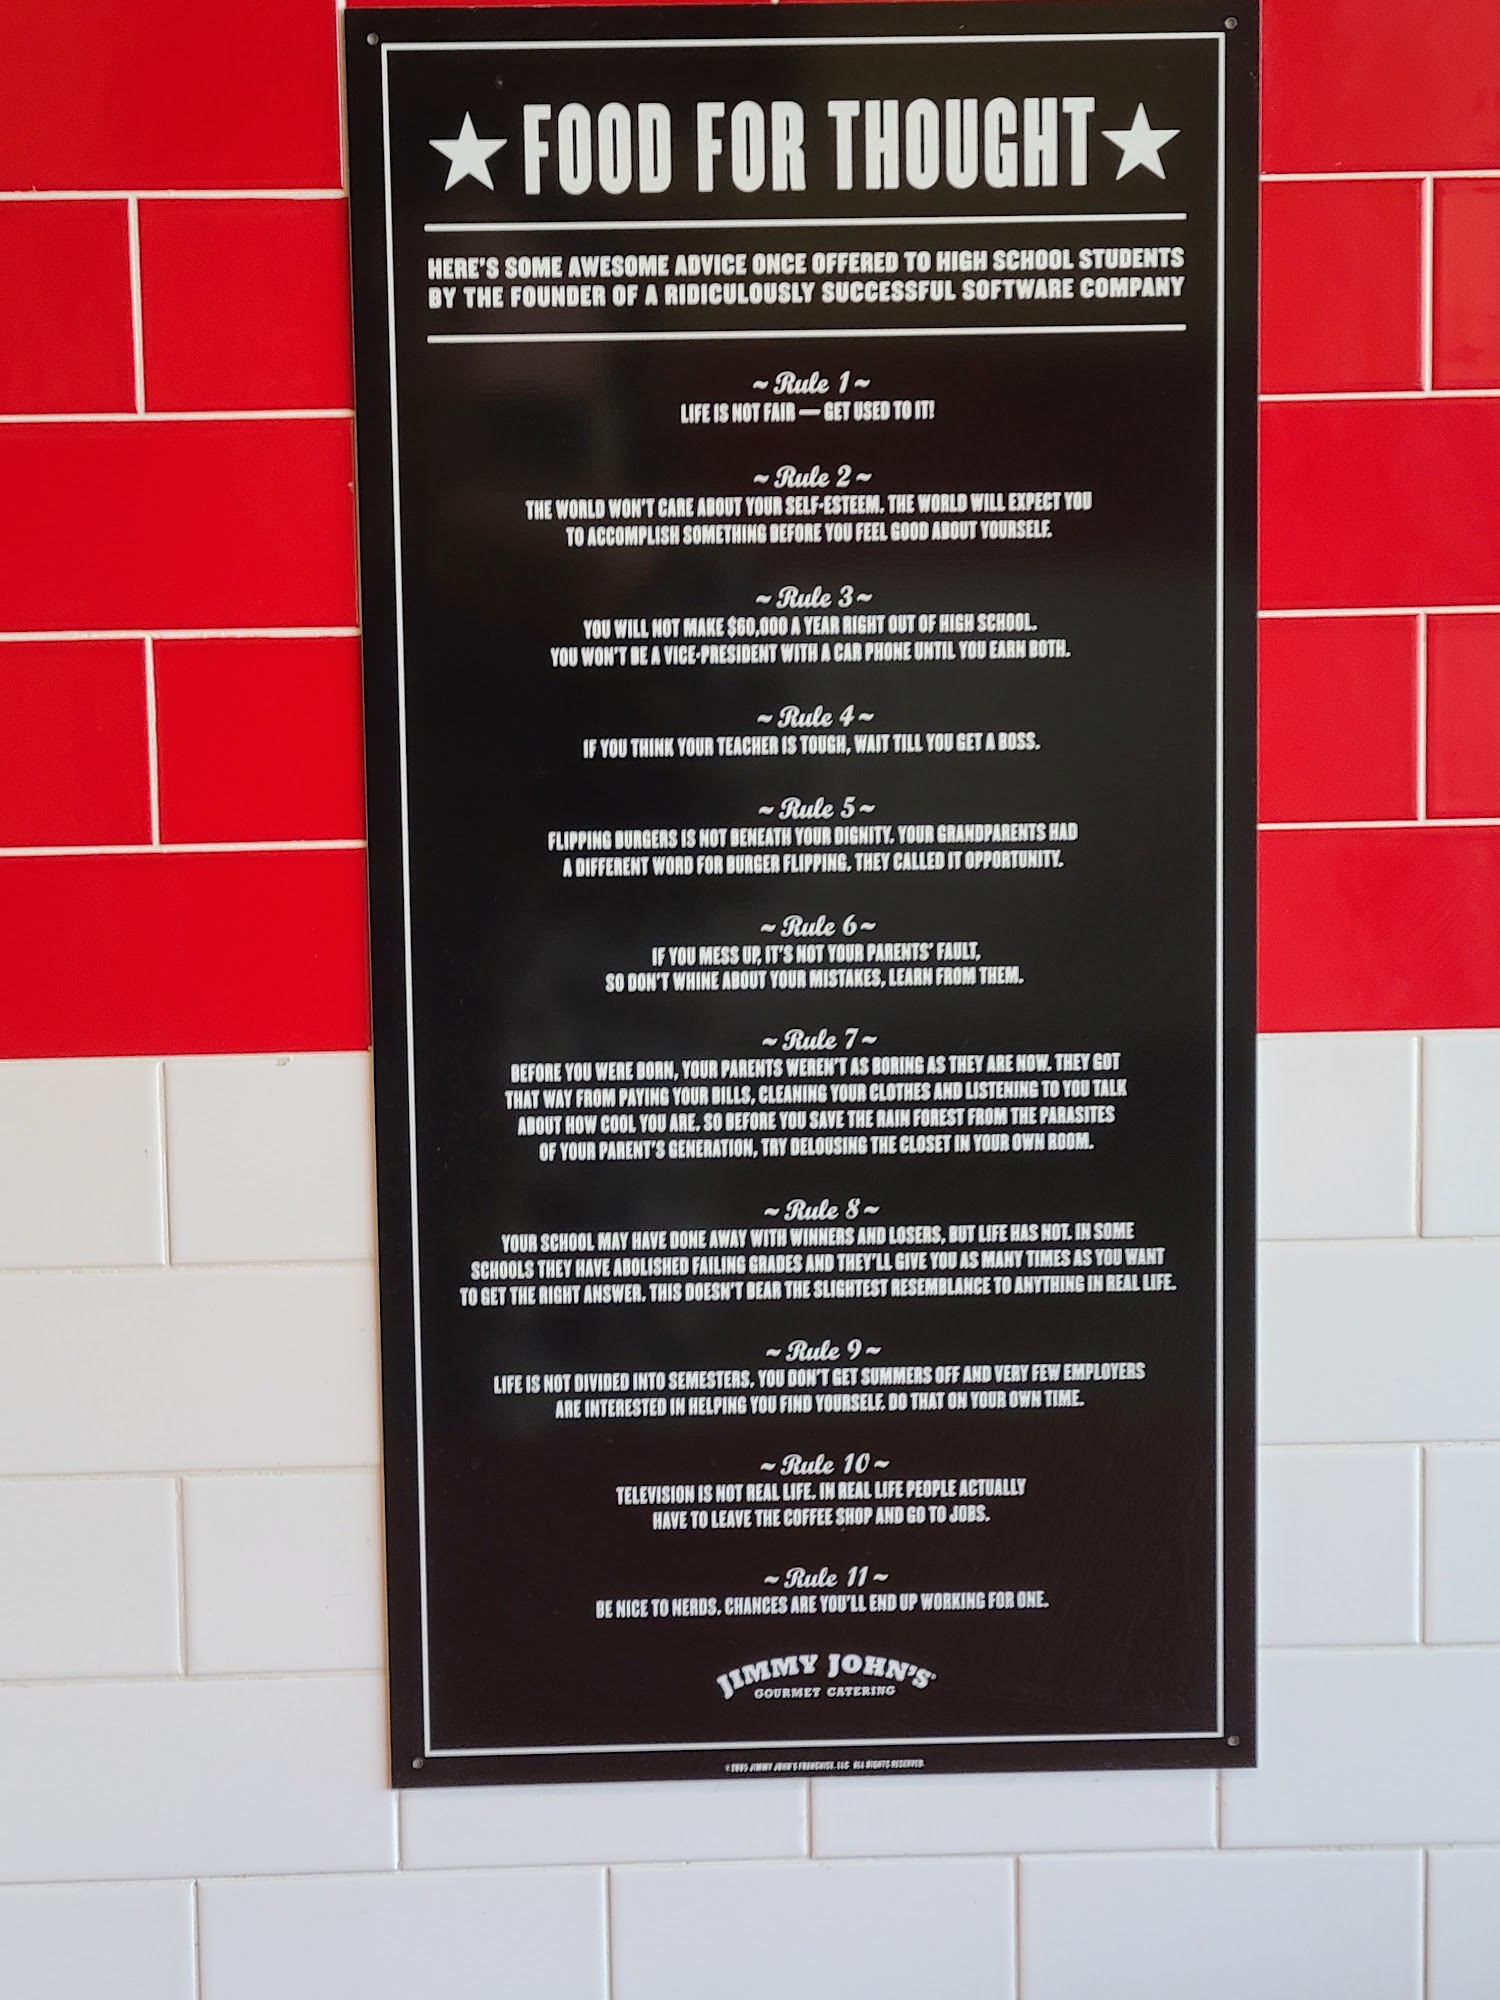 ★ FOOD FOR THOUGHT ★
HERE'S SOME AWESOME ADVICE ONCE OFFERED TO HIGH SCHOOL STUDENTS
BY THE FOUNDER OF A RIDICULOUSLY SUCCESSFUL SOFTWARE COMPANY
~ Rule 1 ~
LIFE IS NOT FAIR — GET USED TO IT!
~ Rule 2 ~
THE WORLD WON'T CARE ABOUT YOUR SELF-ESTEEM. THE WORLD WILL EXPECT YOU
TO ACCOMPLISH SOMETHING BEFORE YOU FEEL GOOD ABOUT YOURSELF.
~ Rule 3 ~
YOU WILL NOT MAKE $60,000 A YEAR RIGHT OUT OF HIGH SCHOOL.
YOU WON'T BE A VICE-PRESIDENT WITH A CAR PHONE UNTIL YOU EARN BOTH.
~ Rule 4 ~
IF YOU THINK YOUR TEACHER IS TOUGH, WAIT TILL YOU GET A BOSS.
~ Rule 5 ~
FLIPPING BURGERS IS NOT BENEATH YOUR DIGNITY. YOUR GRANDPARENTS HAD
A DIFFERENT WORD FOR BURGER FLIPPING. THEY CALLED IT OPPORTUNITY.
~ Rule 6 ~
IF YOU MESS UP, IT'S NOT YOUR PARENTS' FAULT,
SO DON'T WHINE ABOUT YOUR MISTAKES, LEARN FROM THEM.
~ Rule 7 ~
BEFORE YOU WERE BORN, YOUR PARENTS WEREN'T AS BORING AS THEY ARE NOW. THEY GOT
THAT WAY FROM PAYING YOUR BILLS, CLEANING YOUR CLOTHES AND LISTENING TO YOU TALK
ABOUT HOW COOL YOU ARE. SO BEFORE YOU SAVE THE RAIN FOREST FROM THE PARASITES
OF YOUR PARENT'S GENERATION, TRY DELOUSING THE CLOSET IN YOUR OWN ROOM.
~ Rule 8 ~
YOUR SCHOOL MAY HAVE DONE AWAY WITH WINNERS AND LOSERS, BUT LIFE HAS NOT. IN SOME
SCHOOLS THEY HAVE ABOLISHED FAILING GRADES AND THEY'LL GIVE YOU AS MANY TIMES AS YOU WANT
TO GET THE RIGHT ANSWER. THIS DOESN'T BEAR THE SLIGHTEST RESEMBLANCE TO ANYTHING IN REAL LIFE.
~ Rule 9 ~
LIFE IS NOT DIVIDED INTO SEMESTERS. YOU DON'T GET SUMMERS OFF AND VERY FEW EMPLOYERS
ARE INTERESTED IN HELPING YOU FIND YOURSELF. DO THAT ON YOUR OWN TIME.
~ Rule 10 ~
TELEVISION IS NOT REAL LIFE. IN REAL LIFE PEOPLE ACTUALLY
HAVE TO LEAVE THE COFFEE SHOP AND GO TO JOBS.
~ Rule 11 ~
BE NICE TO NERDS. CHANCES ARE YOU'LL END UP WORKING FOR ONE.
JIMMY JOHN'S
GOURMET CATERING
JIMMY JOHN'S FRANCHISE, LLC ALL RIGHTS RESERVED.